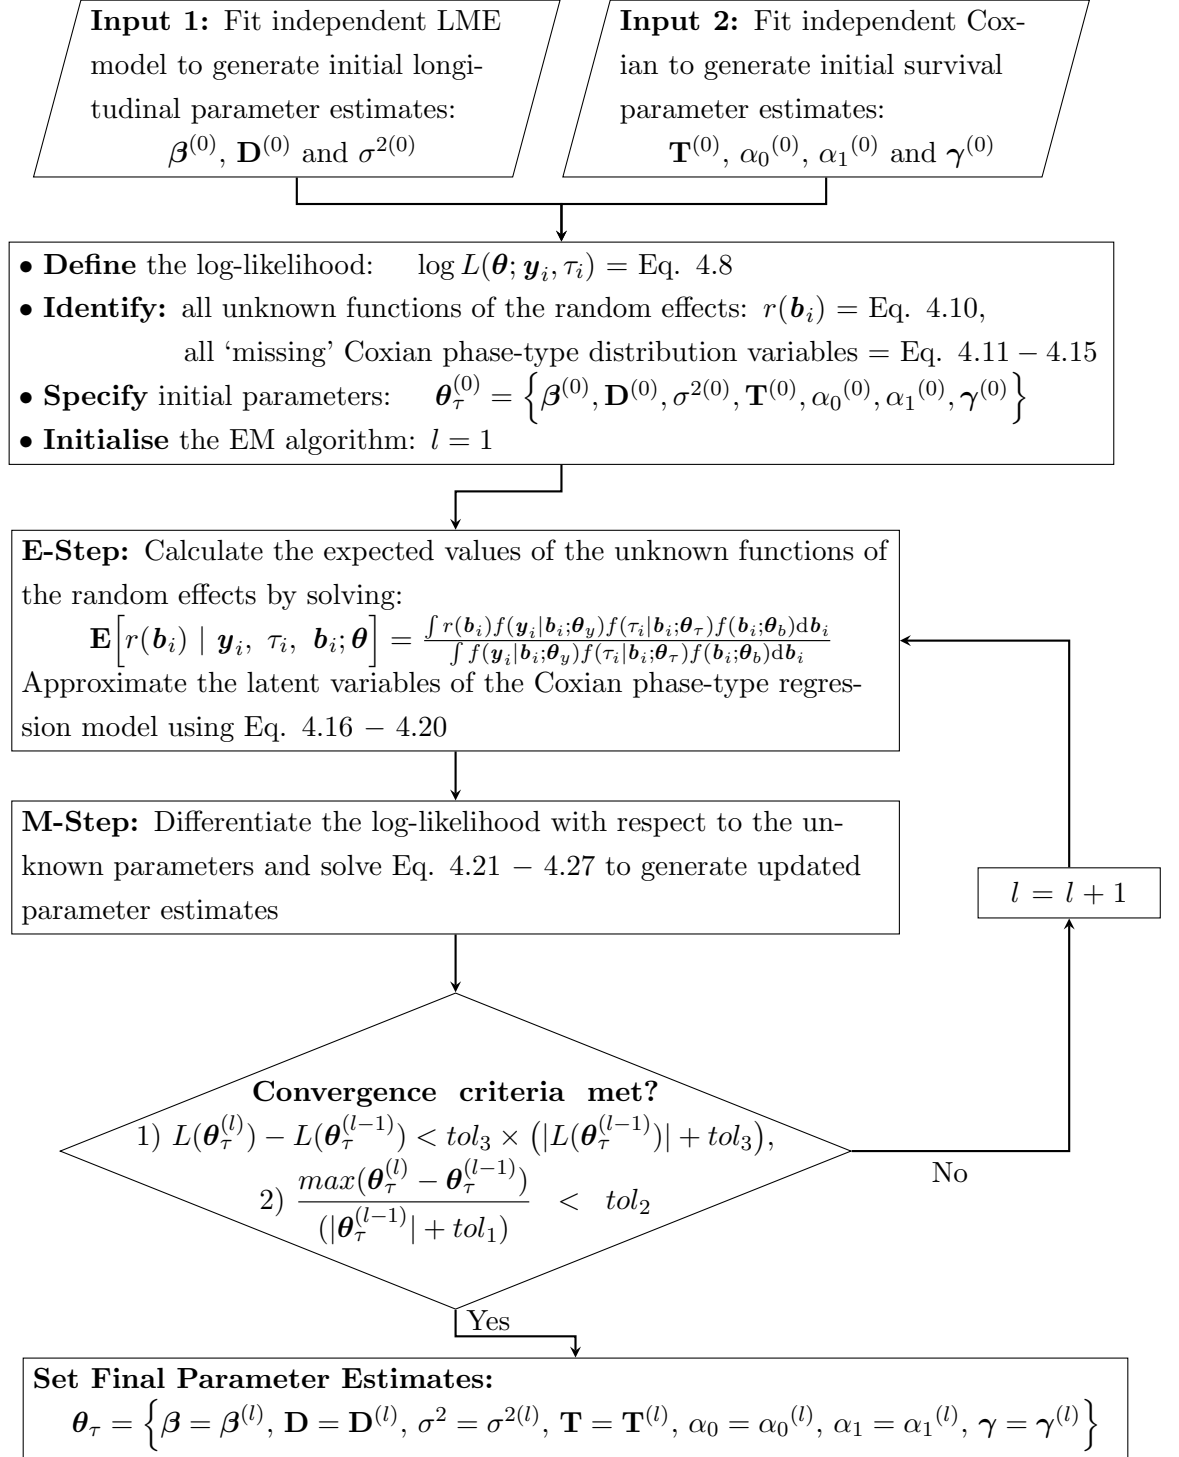 Input 1: Fit independent LME
model to generate initial longi-
tudinal parameter estimates:
β^(0), D^(0) and σ^2(0)
Input 2: Fit independent Cox-
ian to generate initial survival
parameter estimates:
T^(0), α_0^(0), α_1^(0) and γ^(0)
• Define the log-likelihood: log L(θ; y_i, τ_i) = Eq. 4.8
• Identify: all unknown functions of the random effects: r(b_i) = Eq. 4.10,
all ‘missing’ Coxian phase-type distribution variables = Eq. 4.11 − 4.15
• Specify initial parameters: θ_τ^(0) = {β^(0), D^(0), σ^2(0), T^(0), α_0^(0), α_1^(0), γ^(0)}
• Initialise the EM algorithm: l = 1
E-Step: Calculate the expected values of the unknown functions of
the random effects by solving:
E[r(b_i) | y_i, τ_i, b_i; θ] = ∫ r(b_i) f(y_i|b_i;θ_y) f(τ_i|b_i;θ_τ) f(b_i;θ_b) db_i / ∫ f(y_i|b_i;θ_y) f(τ_i|b_i;θ_τ) f(b_i;θ_b) db_i
Approximate the latent variables of the Coxian phase-type regres-
sion model using Eq. 4.16 − 4.20
M-Step: Differentiate the log-likelihood with respect to the un-
known parameters and solve Eq. 4.21 − 4.27 to generate updated
parameter estimates
l = l + 1
Convergence criteria met?
1) L(θ_τ^(l)) − L(θ_τ^(l−1)) < tol_3 × (|L(θ_τ^(l−1))| + tol_3),
2) max(θ_τ^(l) − θ_τ^(l−1)) / (|θ_τ^(l−1)| + tol_1) < tol_2
No
Yes
Set Final Parameter Estimates:
θ_τ = {β = β^(l), D = D^(l), σ^2 = σ^2(l), T = T^(l), α_0 = α_0^(l), α_1 = α_1^(l), γ = γ^(l)}